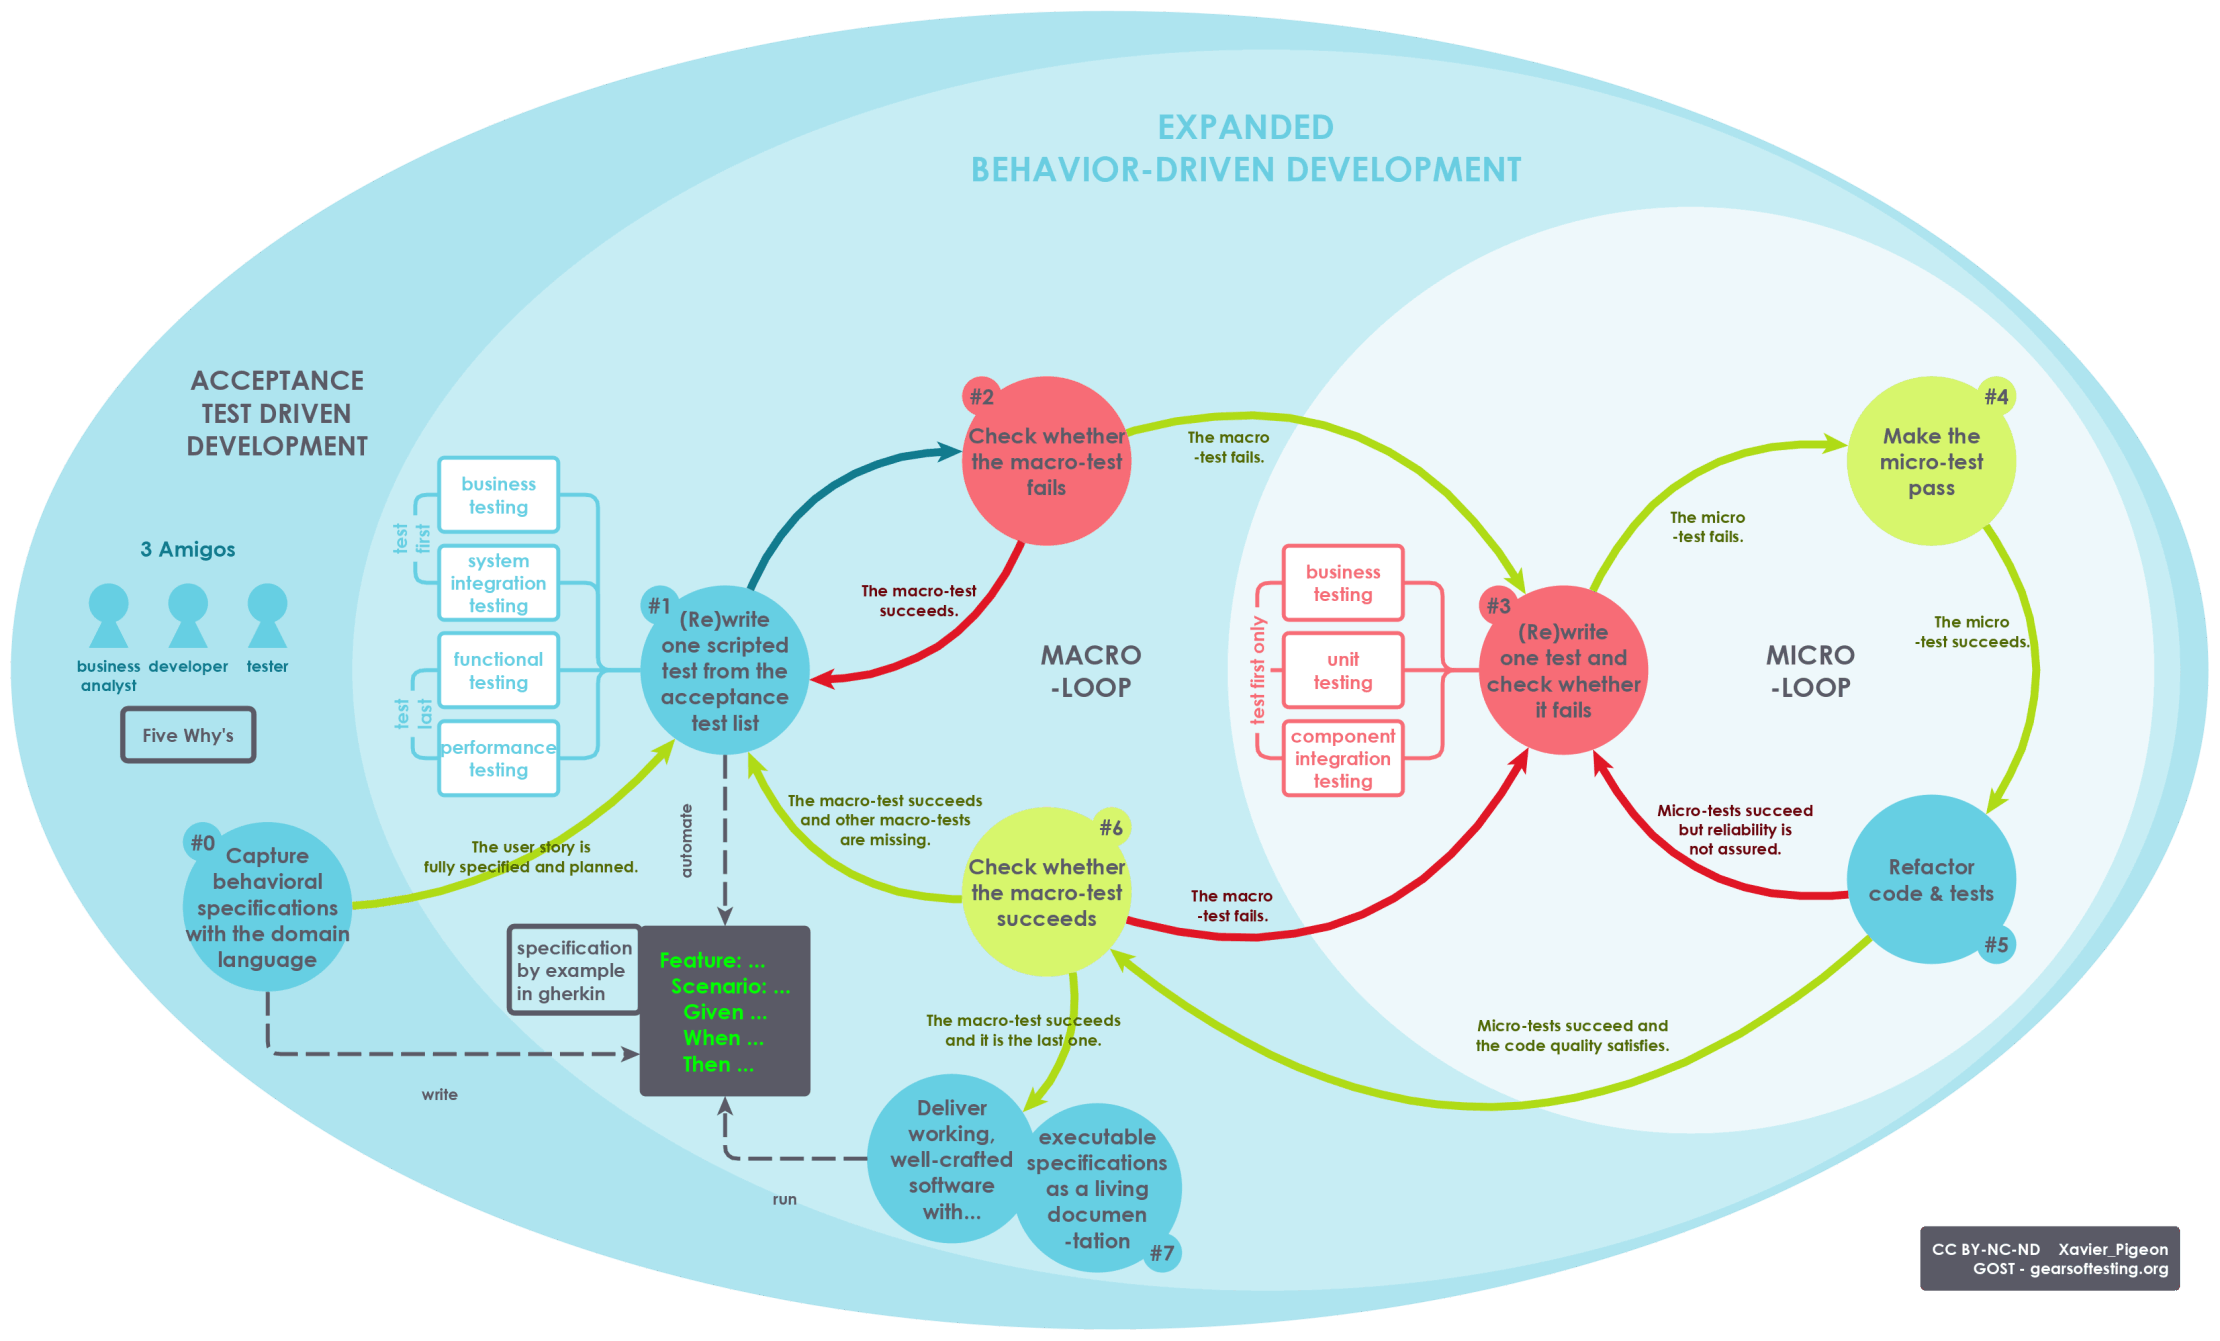 EXPANDED
BEHAVIOR-DRIVEN DEVELOPMENT
ACCEPTANCE
TEST DRIVEN
DEVELOPMENT
3 Amigos
business
analyst
developer
tester
Five Why's
#0
Capture
behavioral
specifications
with the domain
language
The user story is
fully specified and planned.
write
test
first
test
last
business
testing
system
integration
testing
functional
testing
performance
testing
#1
(Re)write
one scripted
test from the
acceptance
test list
automate
specification
by example
in gherkin
Feature: ...
Scenario: ...
Given ...
When ...
Then ...
run
#2
Check whether
the macro-test
fails
The macro-test
succeeds.
The macro
-test fails.
MACRO
-LOOP
test first only
business
testing
unit
testing
component
integration
testing
#3
(Re)write
one test and
check whether
it fails
The micro
-test fails.
MICRO
-LOOP
#4
Make the
micro-test
pass
The micro
-test succeeds.
#5
Refactor
code & tests
Micro-tests succeed
but reliability is
not assured.
Micro-tests succeed and
the code quality satisfies.
#6
Check whether
the macro-test
succeeds
The macro-test succeeds
and other macro-tests
are missing.
The macro
-test fails.
The macro-test succeeds
and it is the last one.
Deliver
working,
well-crafted
software
with...
executable
specifications
as a living
documen
-tation
#7
CC BY-NC-ND Xavier_Pigeon
GOST - gearsoftesting.org